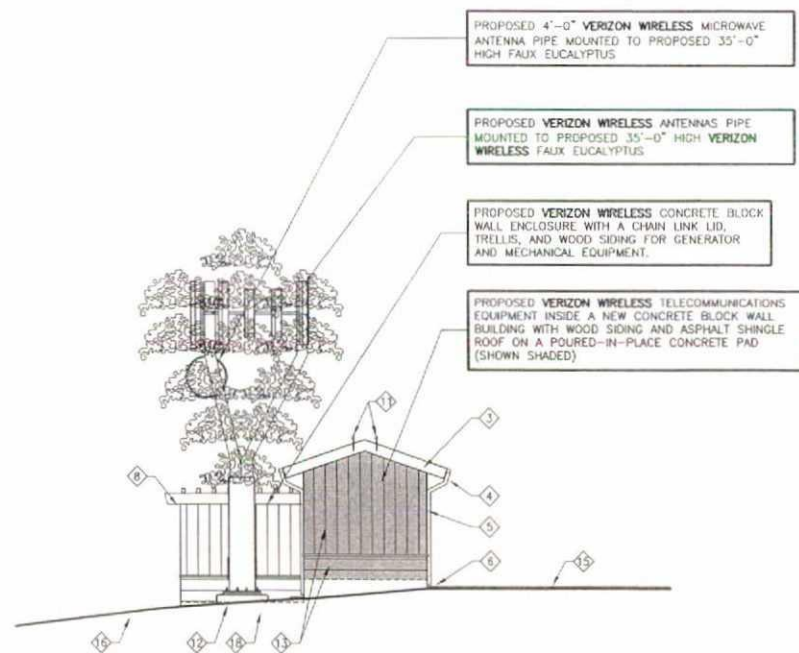 PROPOSED 4'-0" VERIZON WIRELESS MICROWAVE
ANTENNA PIPE MOUNTED TO PROPOSED 35'-0"
HIGH FAUX EUCALYPTUS
PROPOSED VERIZON WIRELESS ANTENNAS PIPE
MOUNTED TO PROPOSED 35'-0" HIGH VERIZON
WIRELESS FAUX EUCALYPTUS
PROPOSED VERIZON WIRELESS CONCRETE BLOCK
WALL ENCLOSURE WITH A CHAIN LINK LID,
TRELLIS, AND WOOD SIDING FOR GENERATOR
AND MECHANICAL EQUIPMENT.
PROPOSED VERIZON WIRELESS TELECOMMUNICATIONS
EQUIPMENT INSIDE A NEW CONCRETE BLOCK WALL
BUILDING WITH WOOD SIDING AND ASPHALT SHINGLE
ROOF ON A POURED-IN-PLACE CONCRETE PAD
(SHOWN SHADED)
11
3
8
4
5
6
15
16
12
18
13